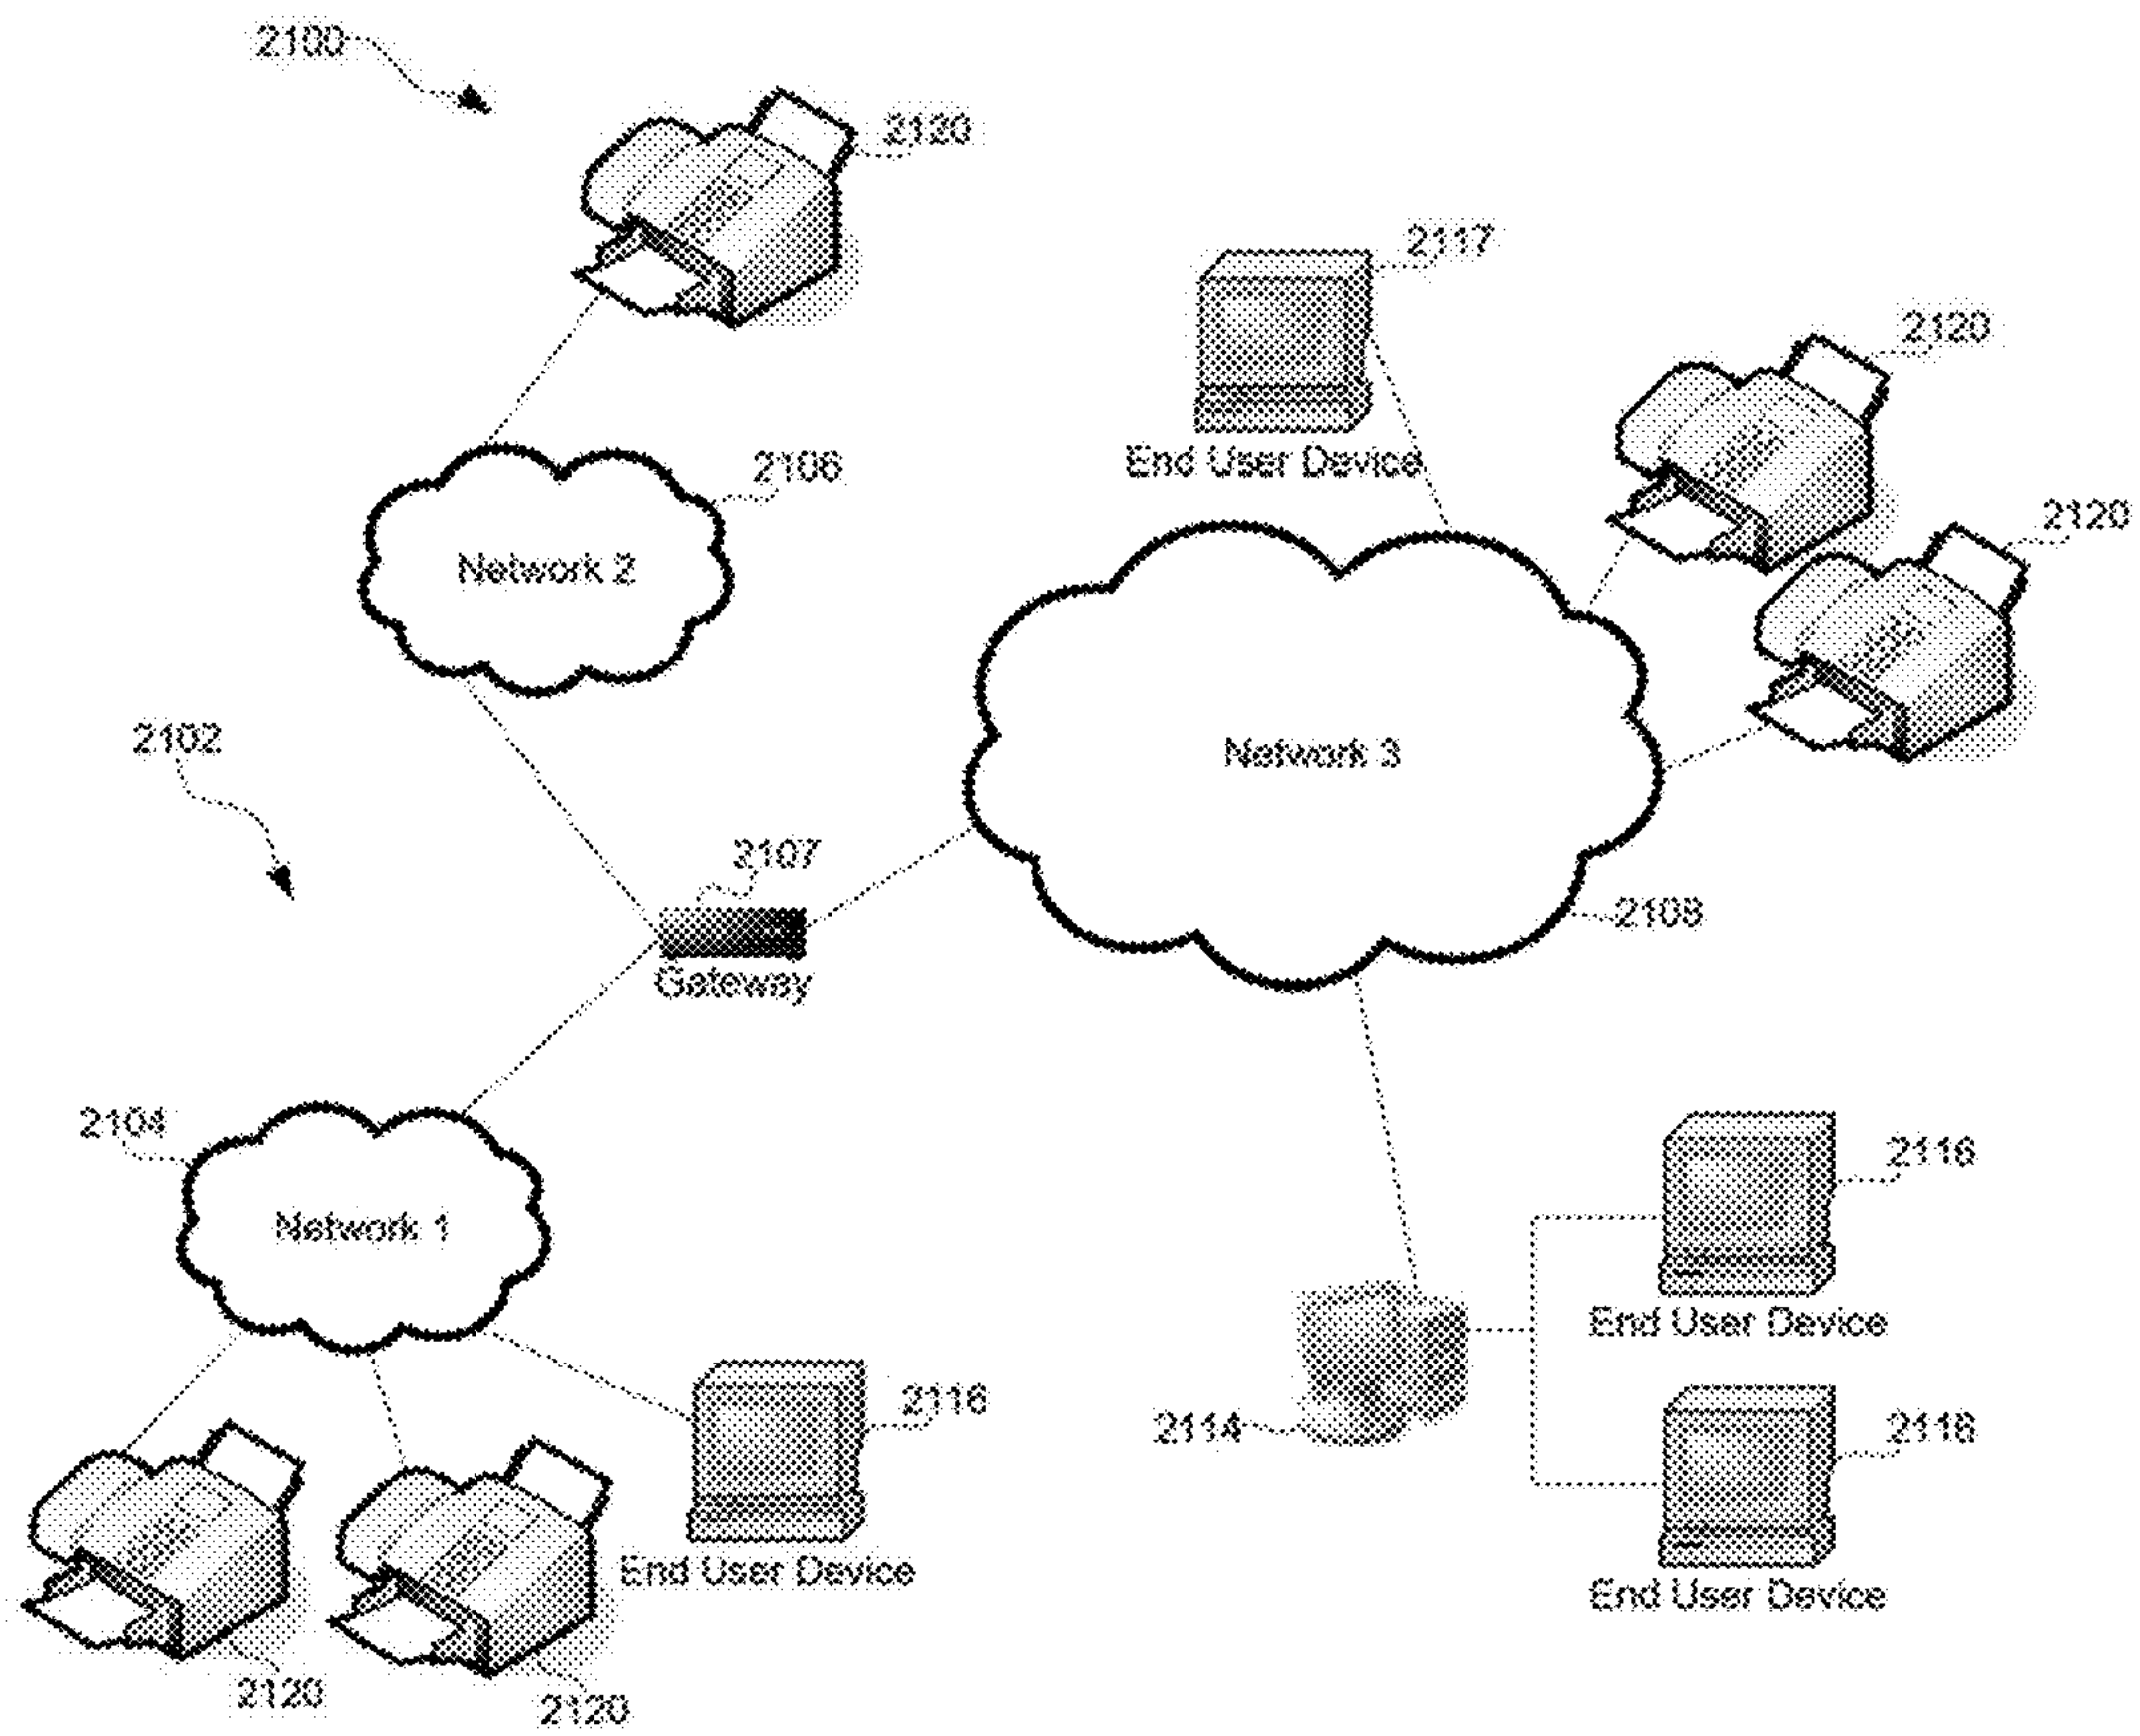 2100
2120
2117
End User Device
2120
2120
2106
Network 2
Network 3
2102
2107
Gateway
2108
2104
Network 1
2116
End User Device
2114
2116
End User Device
2116
End User Device
2120
2120